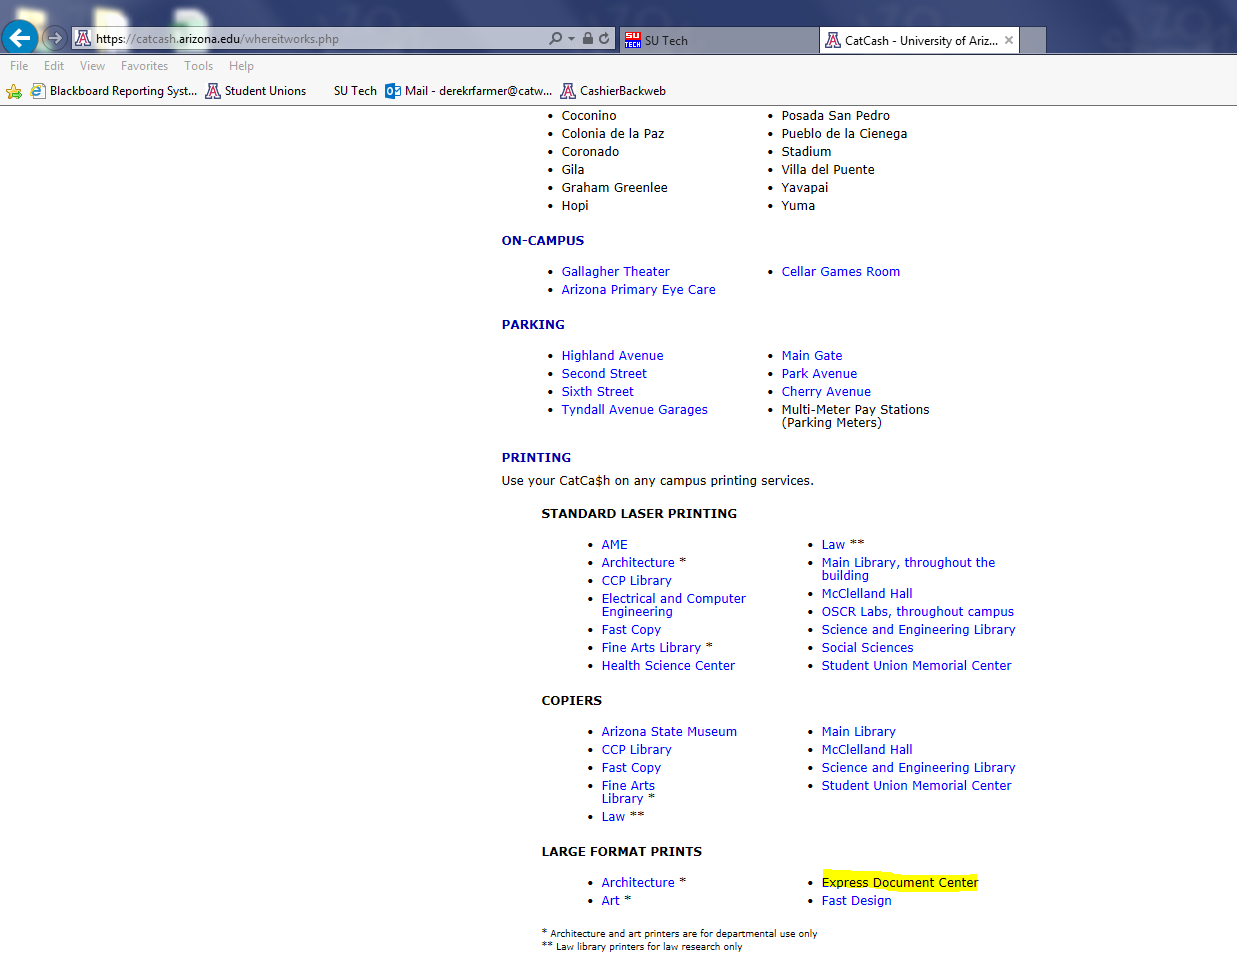 https://catcash.arizona.edu/whereitworks.php
SU TECH SU Tech
CatCash - University of Ariz...
File Edit View Favorites Tools Help
Blackboard Reporting Syst... Student Unions SU Tech Mail - derekrfarmer@catw... CashierBackweb
Coconino
Colonia de la Paz
Coronado
Gila
Graham Greenlee
Hopi
Posada San Pedro
Pueblo de la Cienega
Stadium
Villa del Puente
Yavapai
Yuma
ON-CAMPUS
Gallagher Theater
Arizona Primary Eye Care
Cellar Games Room
PARKING
Highland Avenue
Second Street
Sixth Street
Tyndall Avenue Garages
Main Gate
Park Avenue
Cherry Avenue
Multi-Meter Pay Stations
(Parking Meters)
PRINTING
Use your CatCa$h on any campus printing services.
STANDARD LASER PRINTING
AME
Architecture *
CCP Library
Electrical and Computer
Engineering
Fast Copy
Fine Arts Library *
Health Science Center
Law **
Main Library, throughout the
building
McClelland Hall
OSCR Labs, throughout campus
Science and Engineering Library
Social Sciences
Student Union Memorial Center
COPIERS
Arizona State Museum
CCP Library
Fast Copy
Fine Arts
Library *
Law **
Main Library
McClelland Hall
Science and Engineering Library
Student Union Memorial Center
LARGE FORMAT PRINTS
Architecture *
Art *
Express Document Center
Fast Design
* Architecture and art printers are for departmental use only
** Law library printers for law research only